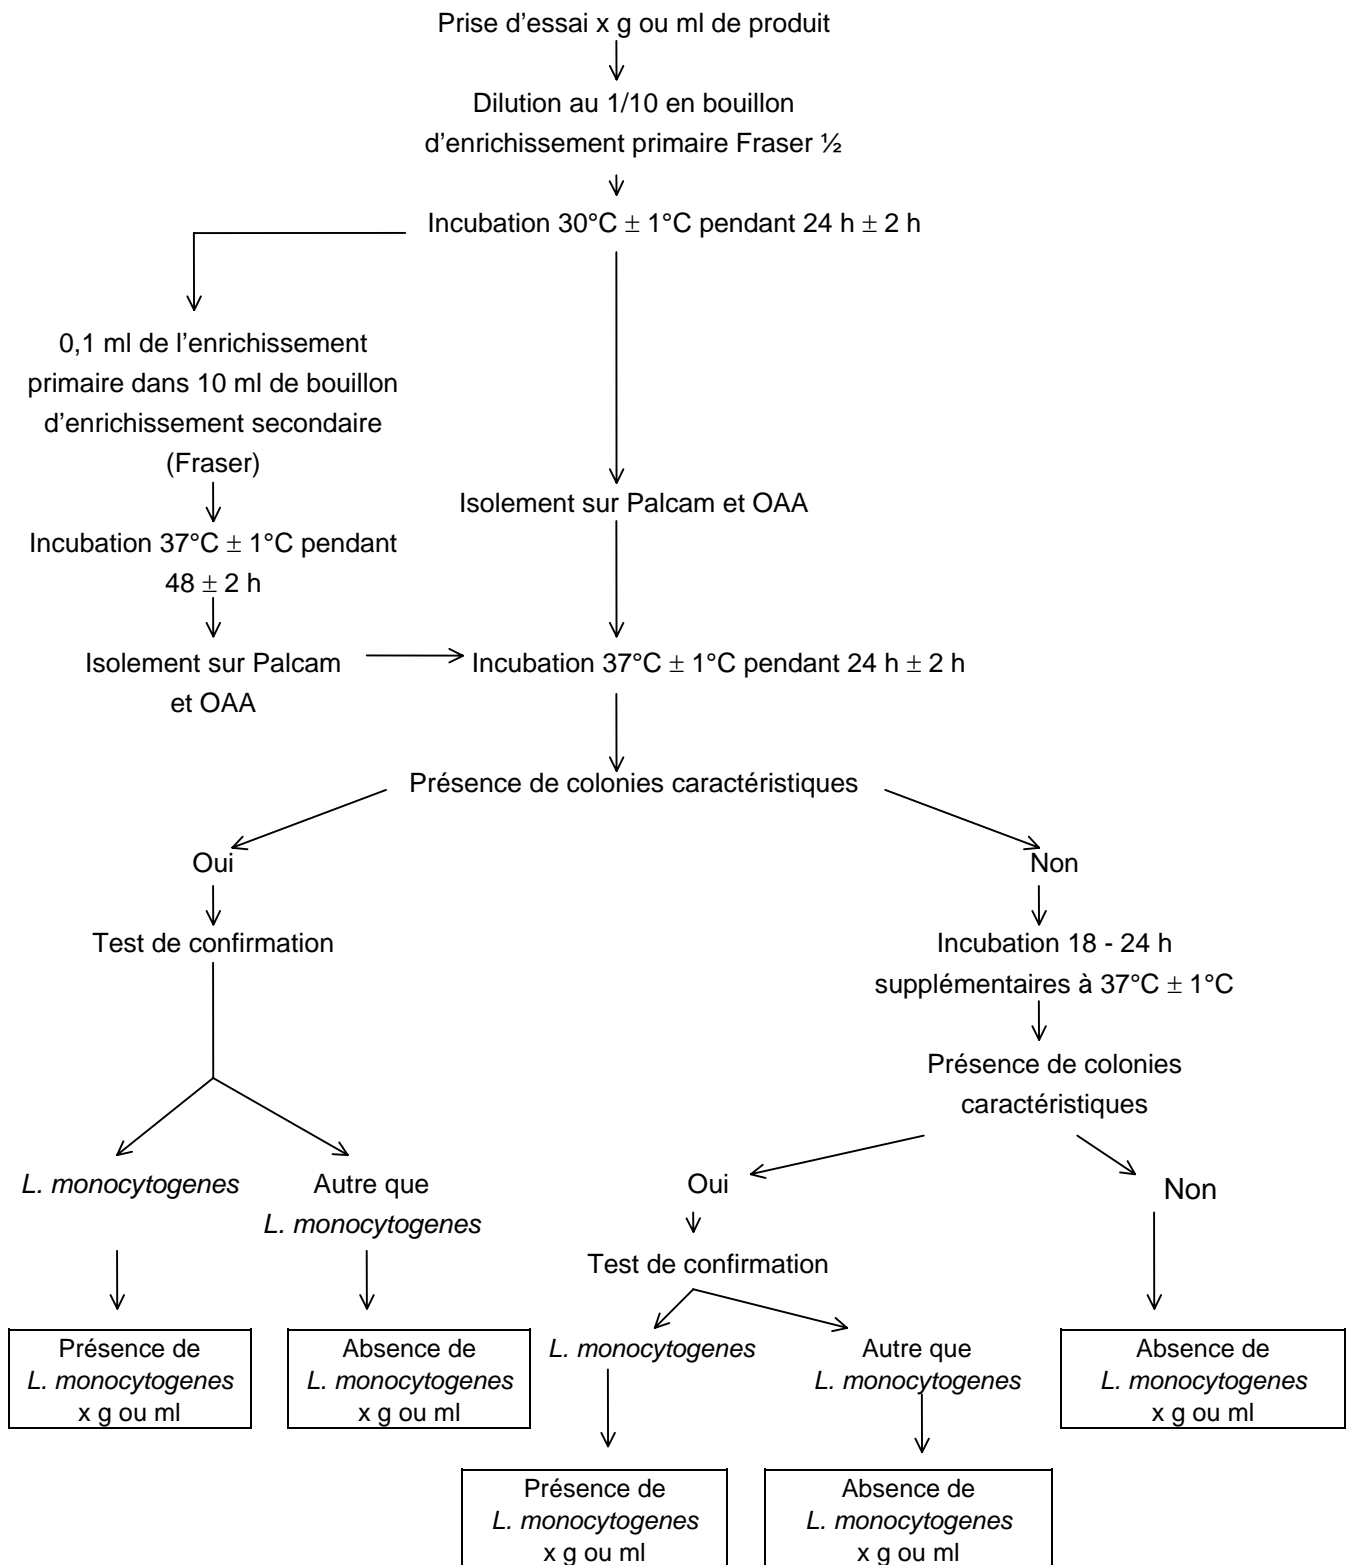 Prise d'essai x g ou ml de produit
Dilution au 1/10 en bouillon
d'enrichissement primaire Fraser ½
Incubation 30°C ± 1°C pendant 24 h ± 2 h
0,1 ml de l'enrichissement
primaire dans 10 ml de bouillon
d'enrichissement secondaire
(Fraser)
Incubation 37°C ± 1°C pendant
48 ± 2 h
Isolement sur Palcam
et OAA
Isolement sur Palcam et OAA
Incubation 37°C ± 1°C pendant 24 h ± 2 h
Présence de colonies caractéristiques
Oui
Test de confirmation
L. monocytogenes
Présence de
L. monocytogenes
x g ou ml
Autre que
L. monocytogenes
Absence de
L. monocytogenes
x g ou ml
Non
Incubation 18 - 24 h
supplémentaires à 37°C ± 1°C
Présence de colonies
caractéristiques
Oui
Test de confirmation
L. monocytogenes
Présence de
L. monocytogenes
x g ou ml
Autre que
L. monocytogenes
Absence de
L. monocytogenes
x g ou ml
Non
Absence de
L. monocytogenes
x g ou ml